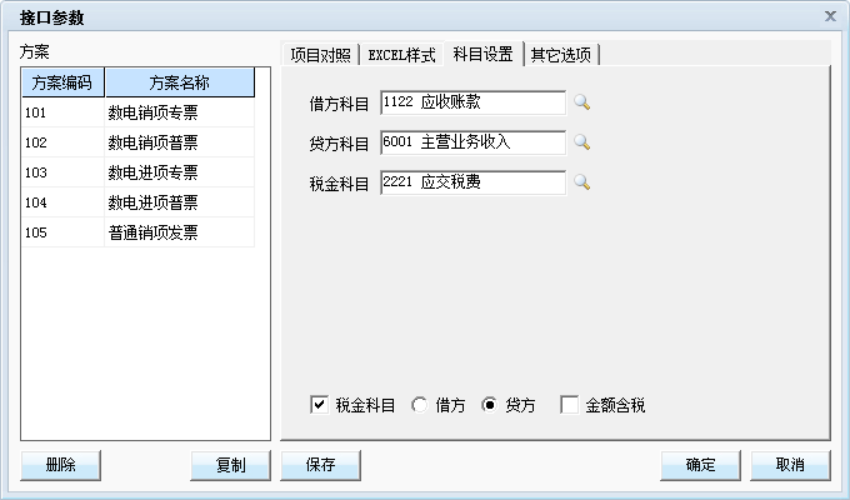 接口参数
方案
方案编码 方案名称
101 数电销项专票
102 数电销项普票
103 数电进项专票
104 数电进项普票
105 普通销项发票
项目对照 EXCEL样式 科目设置 其它选项
借方科目 1122 应收账款
贷方科目 6001 主营业务收入
税金科目 2221 应交税费
税金科目 借方 贷方 金额含税
删除 复制 保存 确定 取消